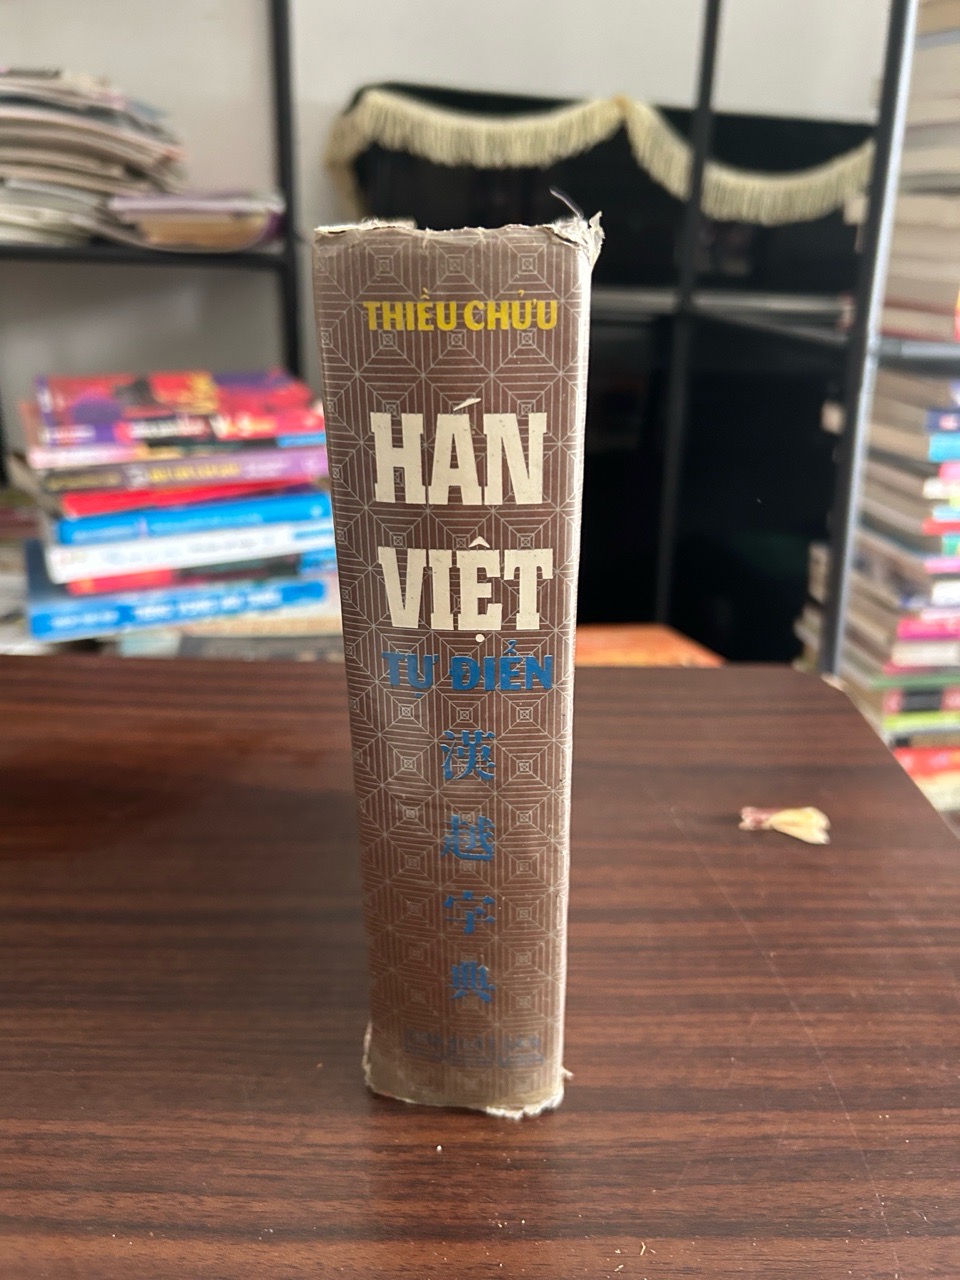 THIỀU CHỬU
HÁN
VIỆT
TỰ ĐIỂN
漢
越
字
典